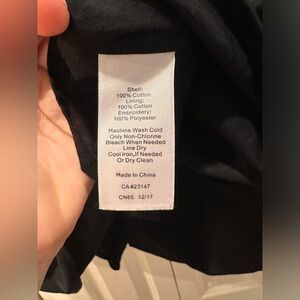 Shell:
100% Cotton
Lining:
100% Cotton
Embroidery:
100% Polyester
Machine Wash Cold
Only Non-Chlorine
Bleach When Needed
Line Dry
Cool Iron,If Needed
Or Dry Clean
Made In China
CA#23147
CN65 12/17